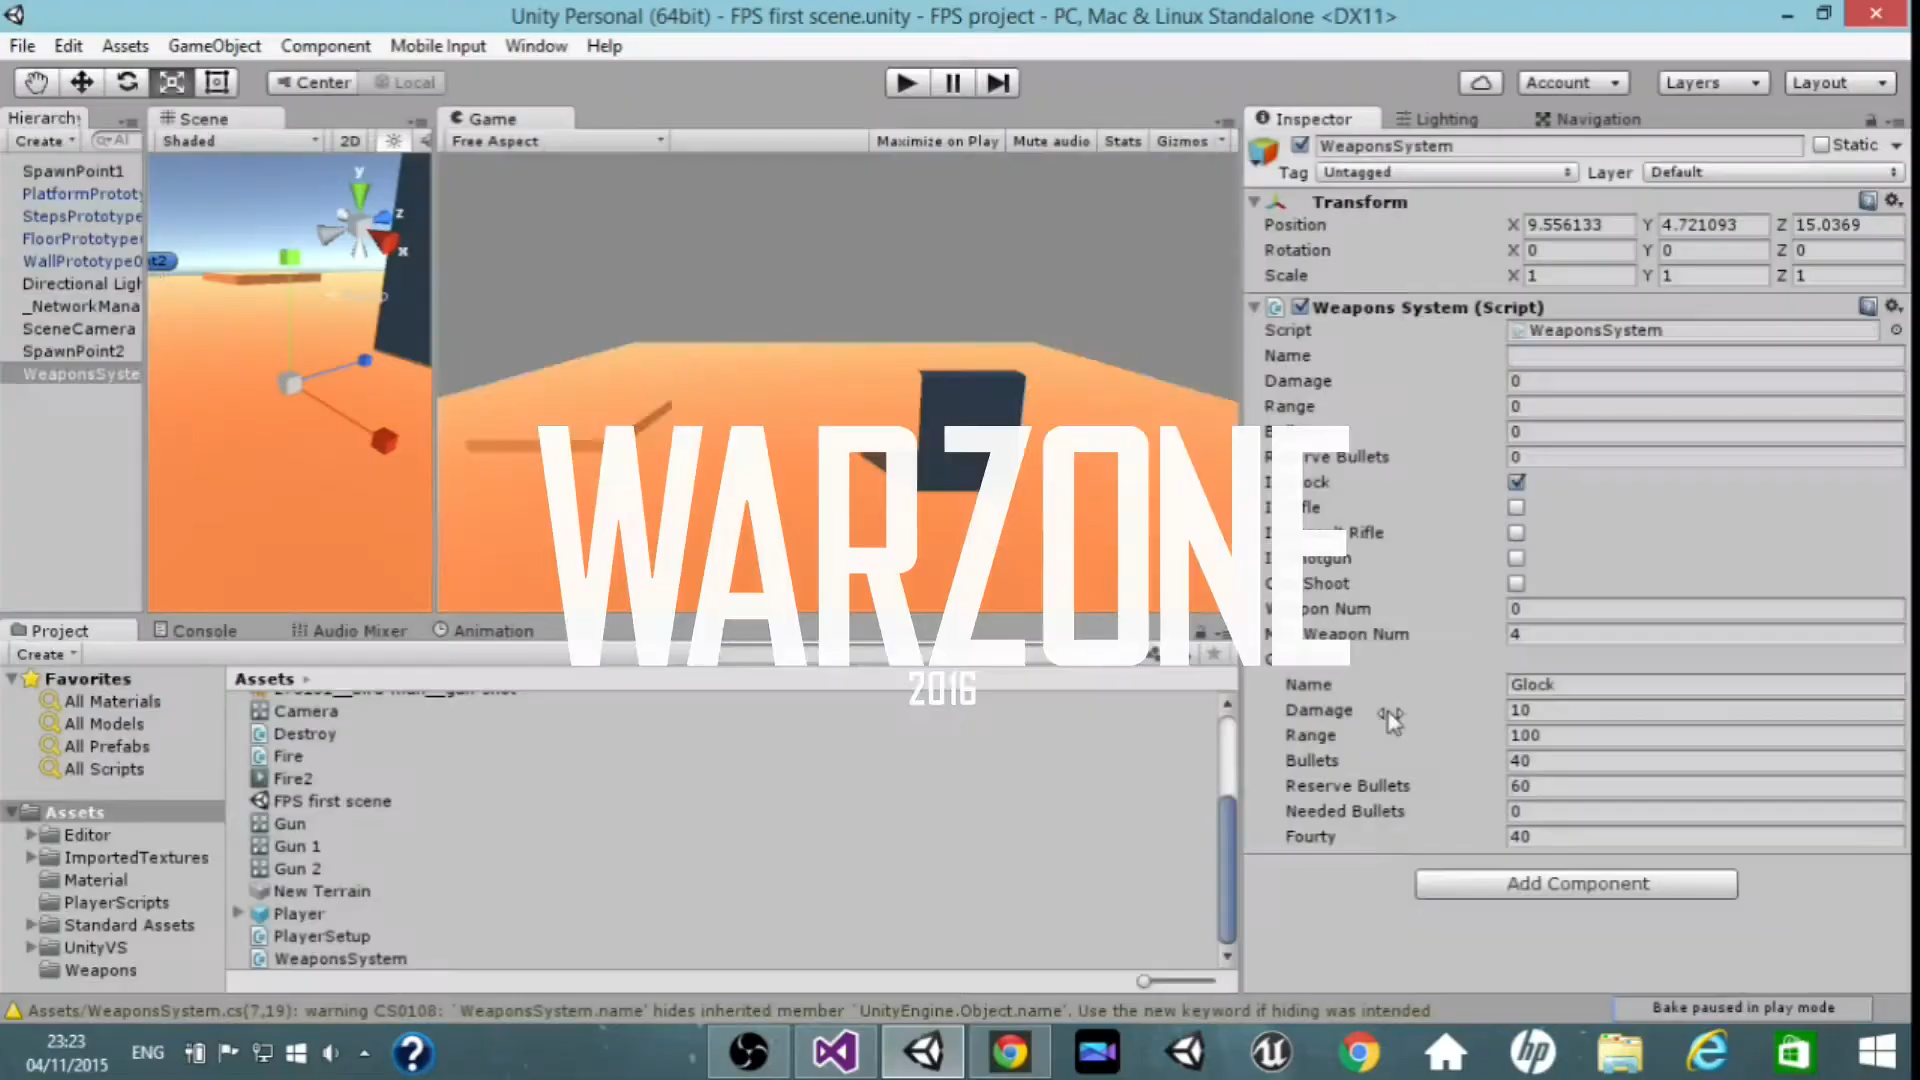 Unity Personal (64bit) - FPS first scene.unity - FPS project - PC, Mac & Linux Standalone <DX11>
File Edit Assets GameObject Component Mobile Input Window Help
Center Local Account Layers Layout
Hierarchy Scene Game Inspector Lighting Navigation
Create All Shaded 2D Free Aspect Maximize on Play Mute audio Stats Gizmos
WeaponsSystem Static
Tag Untagged Layer Default
SpawnPoint1
PlatformPrototy
StepsPrototype
FloorPrototype
WallPrototype0
Directional Ligh
_NetworkMana
SceneCamera
SpawnPoint2
WeaponsSyste
Transform
Position X 9.556133 Y 4.721093 Z 15.0369
Rotation X 0 Y 0 Z 0
Scale X 1 Y 1 Z 1
Weapons System (Script)
Script WeaponsSystem
Name
Damage 0
Range 0
0
rve Bullets 0
ock
fle
Rifle
hotgun
Shoot
pon Num 0
Weapon Num 4
Name Glock
Damage 10
Range 100
Bullets 40
Reserve Bullets 60
Needed Bullets 0
Fourty 40
Add Component
y
z
x
WARZONE
2016
Project Console Audio Mixer Animation
Create
Favorites
All Materials
All Models
All Prefabs
All Scripts
Assets
Editor
ImportedTextures
Material
PlayerScripts
Standard Assets
UnityVS
Weapons
Assets
Camera
Destroy
Fire
Fire2
FPS first scene
Gun
Gun 1
Gun 2
New Terrain
Player
PlayerSetup
WeaponsSystem
Assets/WeaponsSystem.cs(7,19): warning CS0108: `WeaponsSystem.name' hides inherited member `UnityEngine.Object.name'. Use the new keyword if hiding was intended
Bake paused in play mode
23:23
04/11/2015
ENG
hp